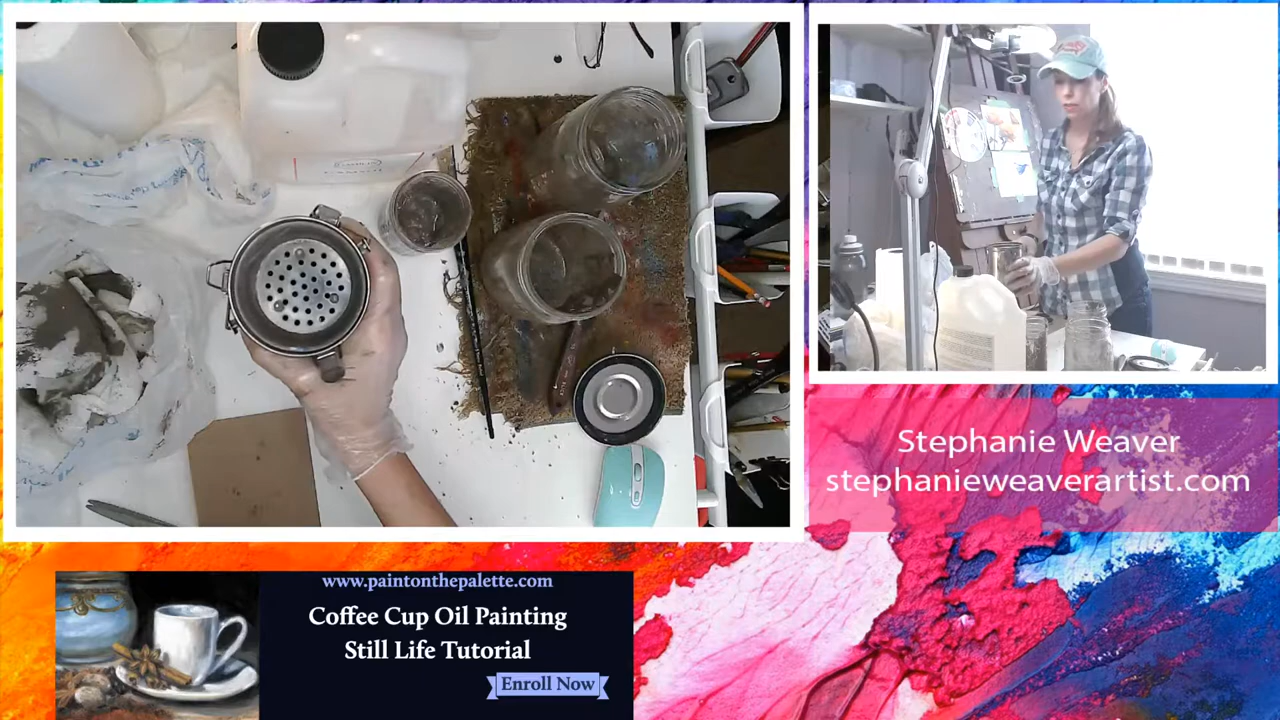 Stephanie Weaver
stephanieweaverartist.com
www.paintonthepalette.com
Coffee Cup Oil Painting
Still Life Tutorial
Enroll Now